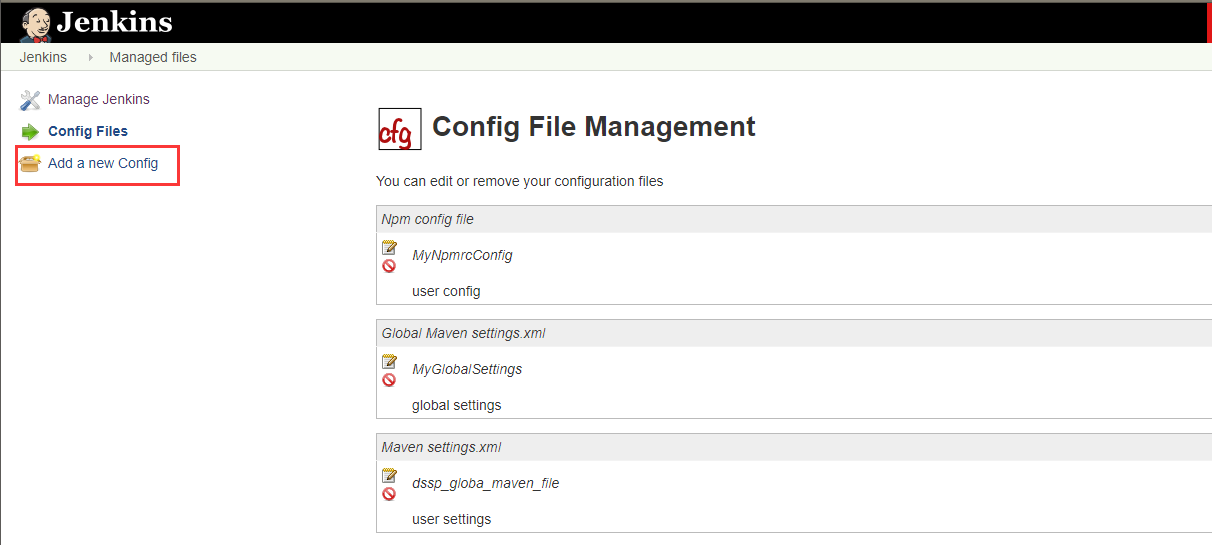 Jenkins
Jenkins Managed files
Manage Jenkins
Config Files
Add a new Config
cfg Config File Management
You can edit or remove your configuration files
Npm config file
MyNpmrcConfig
user config
Global Maven settings.xml
MyGlobalSettings
global settings
Maven settings.xml
dssp_globa_maven_file
user settings